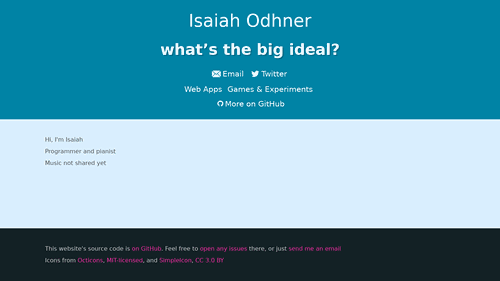 Isaiah Odhner
what's the big ideal?
Email Twitter
Web Apps Games & Experiments
More on GitHub
Hi, I'm Isaiah
Programmer and pianist
Music not shared yet
This website's source code is on GitHub. Feel free to open any issues there, or just send me an email
Icons from Octicons, MIT-licensed, and SimpleIcon, CC 3.0 BY